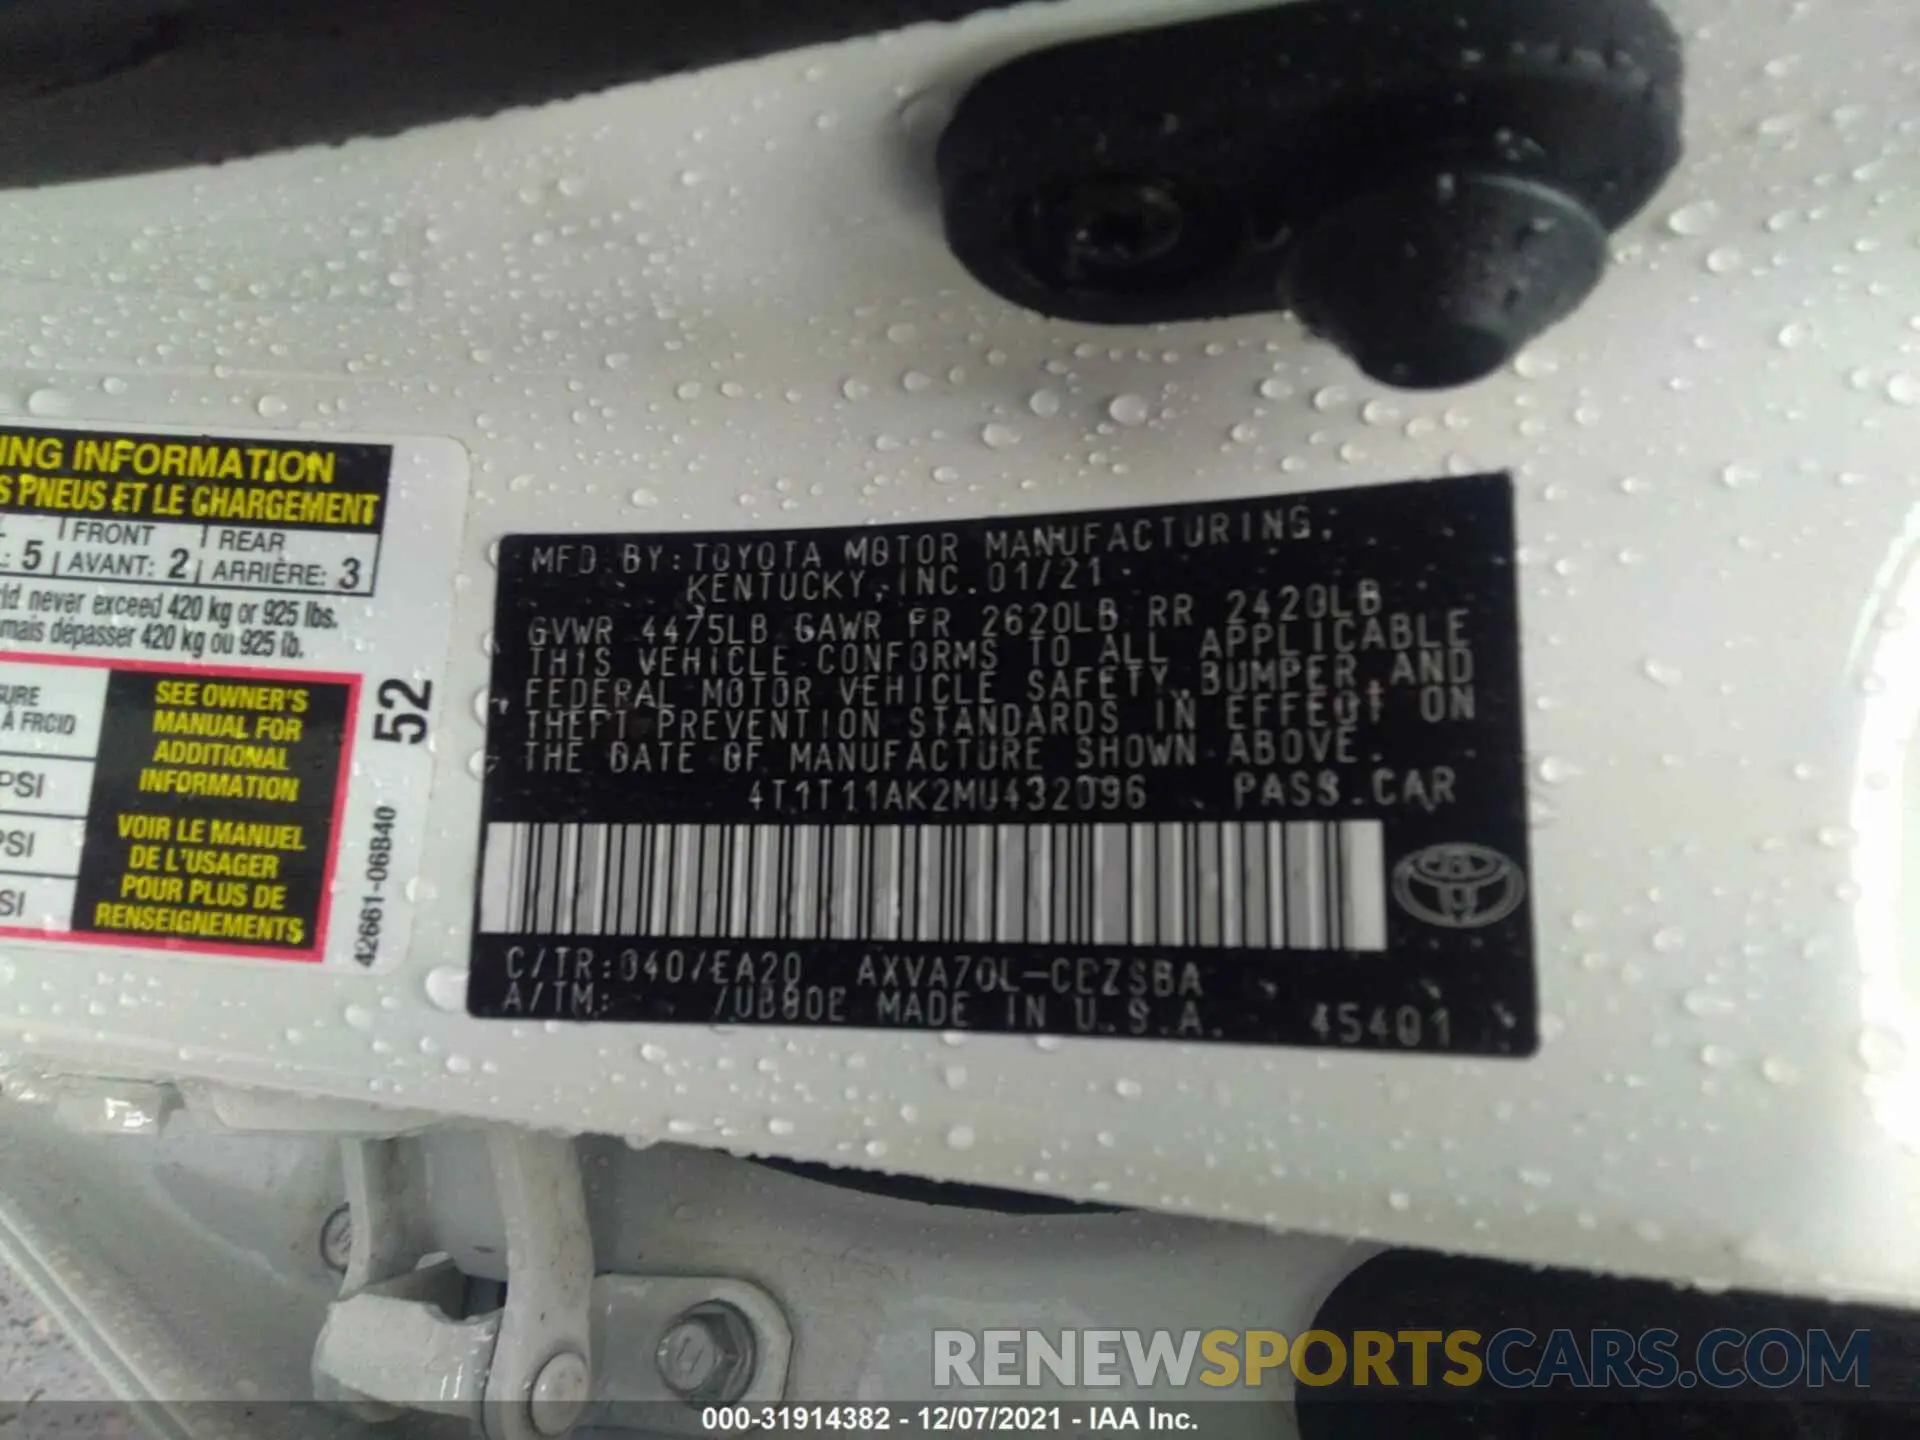 ING INFORMATION
S PNEUS ET LE CHARGEMENT
FRONT REAR
5 AVANT: 2 ARRIÈRE: 3
never exceed 420 kg or 925 lbs.
mais dépasser 420 kg ou 925 lb.
SEE OWNER'S
MANUAL FOR
ADDITIONAL
INFORMATION
VOIR LE MANUEL
DE L'USAGER
POUR PLUS DE
RENSEIGNEMENTS
À FROID
PSI
PSI
SI
52
42661-06B40
MFD BY: TOYOTA MOTOR MANUFACTURING,
KENTUCKY, INC. 01/21
GVWR 4475LB GAWR FR 2620LB RR 2420LB
THIS VEHICLE CONFORMS TO ALL APPLICABLE
FEDERAL MOTOR VEHICLE SAFETY, BUMPER AND
THEFT PREVENTION STANDARDS IN EFFECT ON
THE DATE OF MANUFACTURE SHOWN ABOVE.
4T1T11AK2MU432096 PASS. CAR
C/TR: 040/EA20 AXVA70L-CEZSBA
A/TM: /UB80E MADE IN U.S.A. 45401
RENEWSPORTSCARS.COM
000-31914382 - 12/07/2021 - IAA Inc.